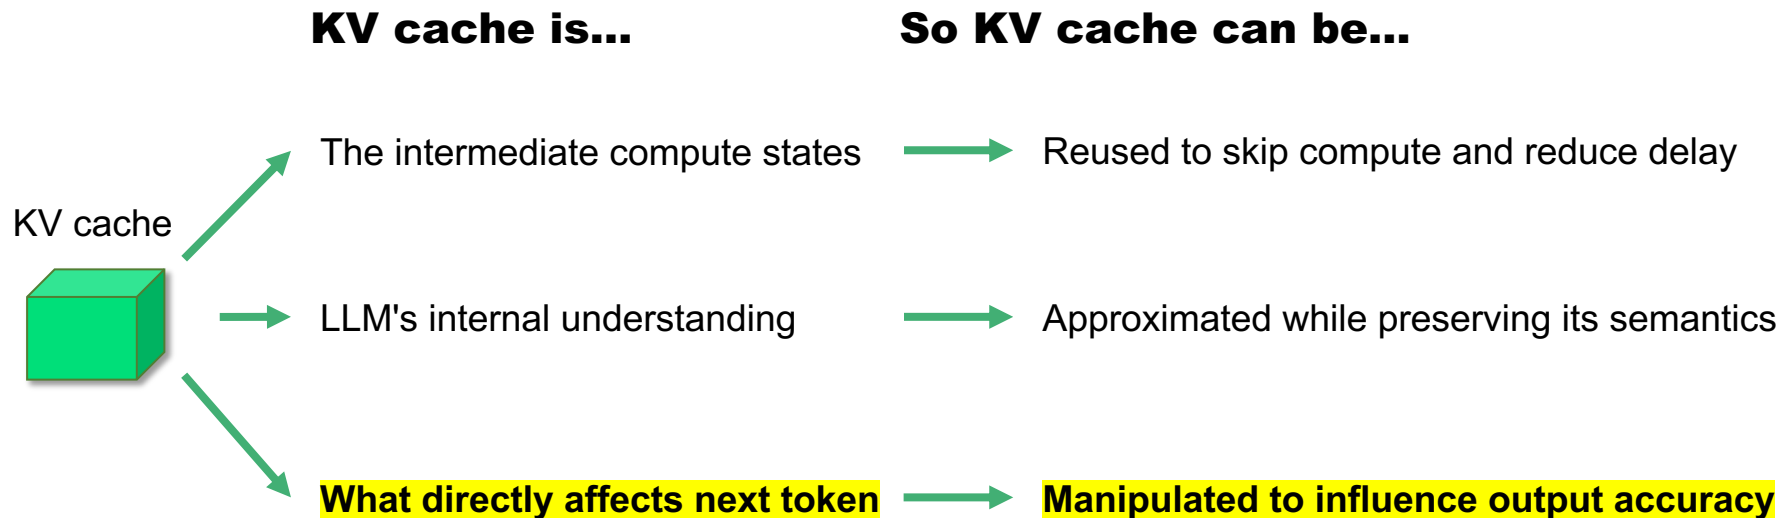 KV cache is...
So KV cache can be...
The intermediate compute states
Reused to skip compute and reduce delay
KV cache
LLM's internal understanding
Approximated while preserving its semantics
What directly affects next token
Manipulated to influence output accuracy